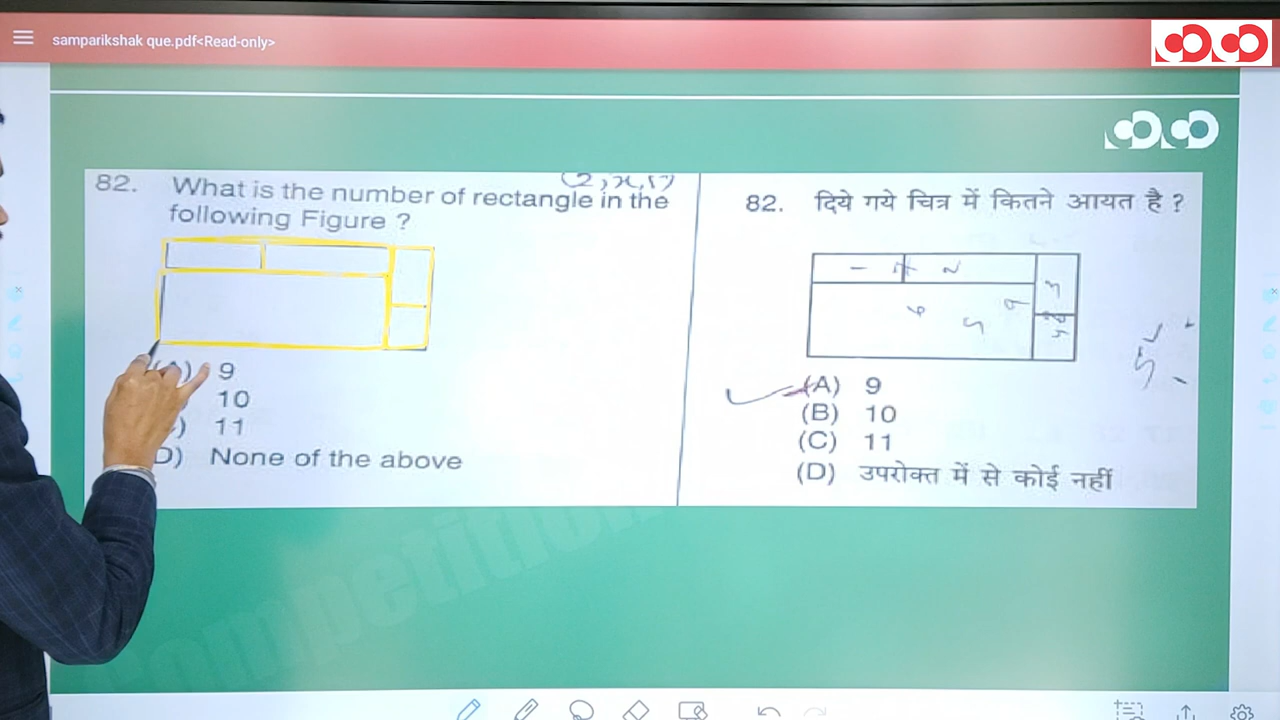 samparikshak que.pdf<Read-only>
82. What is the number of rectangle in the
following Figure ?
9
10
) 11
D) None of the above
82. दिये गये चित्र में कितने आयत है ?
(A) 9
(B) 10
(C) 11
(D) उपरोक्त में से कोई नहीं